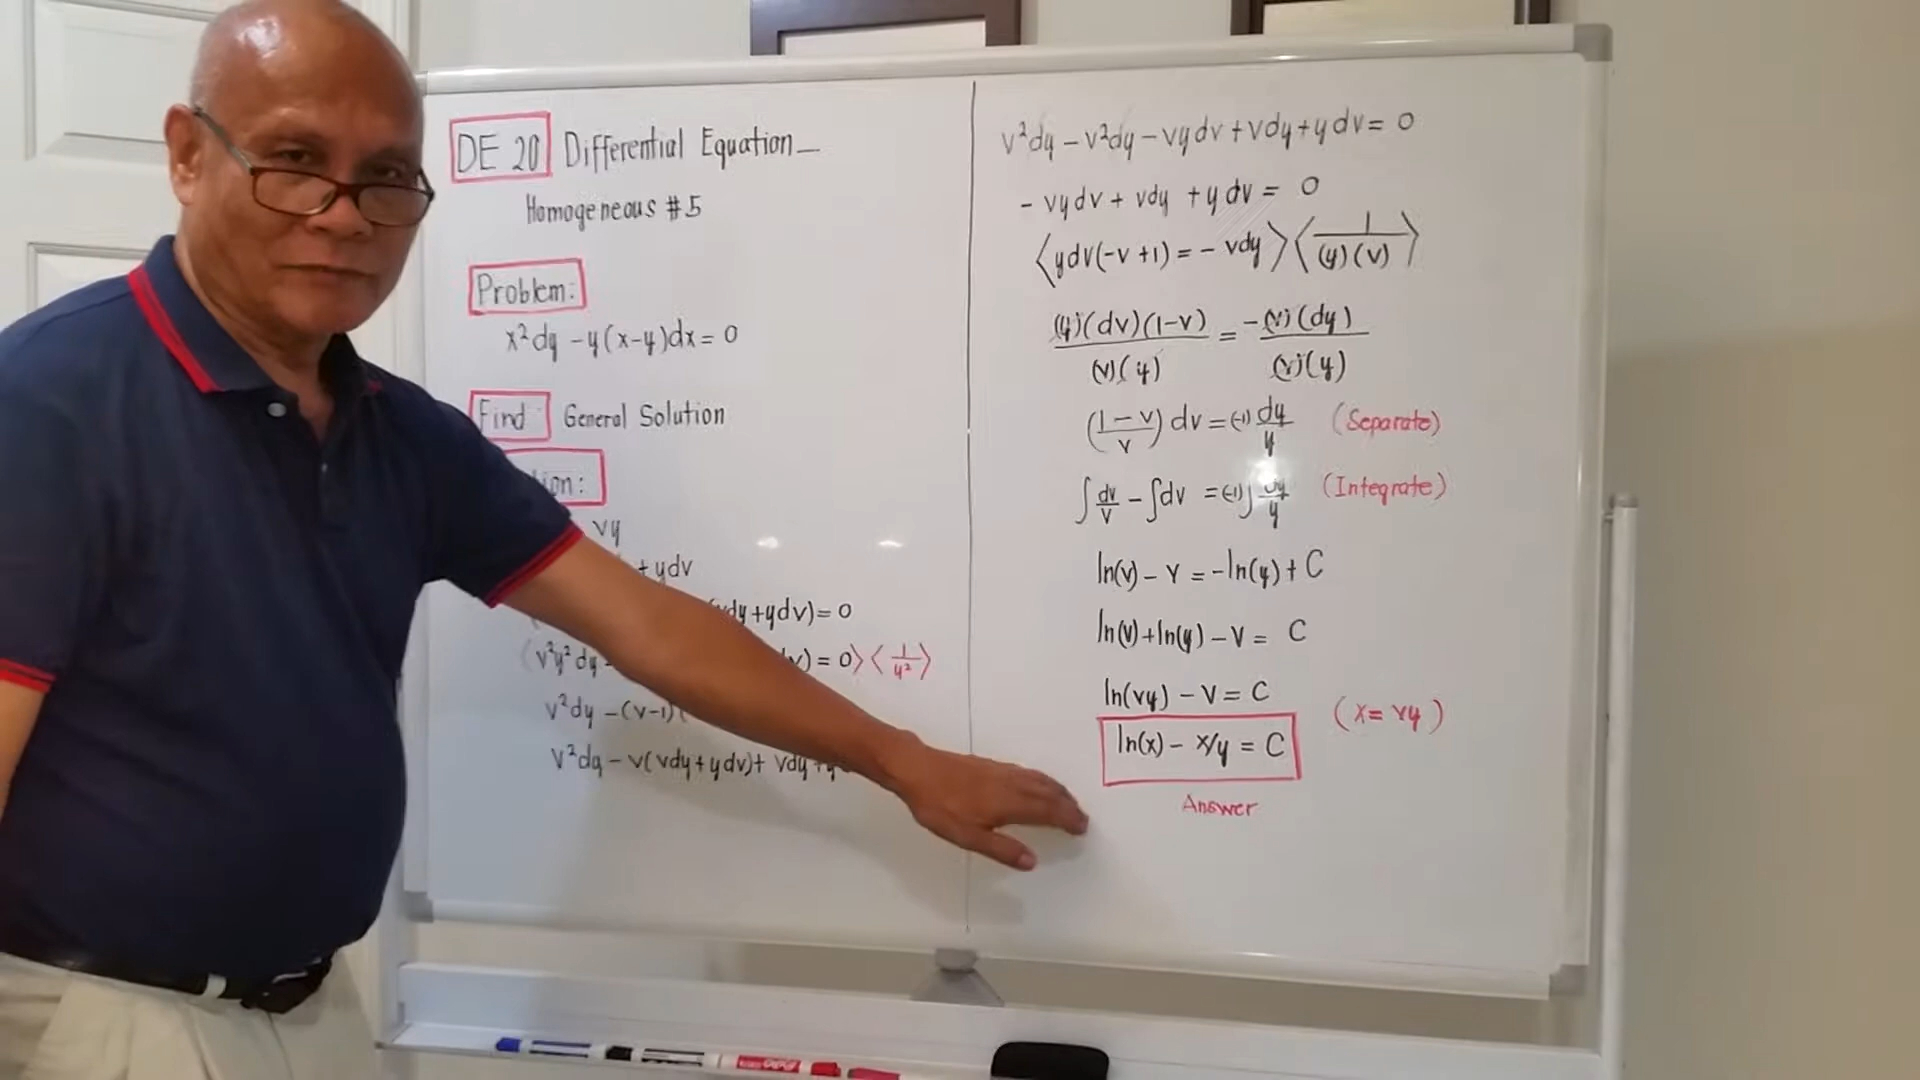 DE 20 Differential Equation—
Homogeneous #5
Problem:
x²dy - y(x-y)dx = 0
Find: General Solution
ion:
vy
+ ydv
vdy + ydv) = 0
⟨v²y²dy v) = 0⟩⟨1/y²⟩
v²dy - (v-1)(
v²dy - v(vdy + ydv) + vdy + y
v²dy - v²dy - vydv + vdy + ydv = 0
- vydv + vdy + ydv = 0
⟨ydv(-v+1) = - vdy⟩⟨1/(y)(v)⟩
(y)(dv)(1-v)/(v)(y) = -(v)(dy)/(v)(y)
((1-v)/v) dv = (-1) dy/y (Separate)
∫dv/v - ∫dv = (-1)∫dy/y (Integrate)
ln(v) - v = -ln(y) + C
ln(v) + ln(y) - v = C
ln(vy) - v = C
(x = vy)
ln(x) - x/y = C
Answer